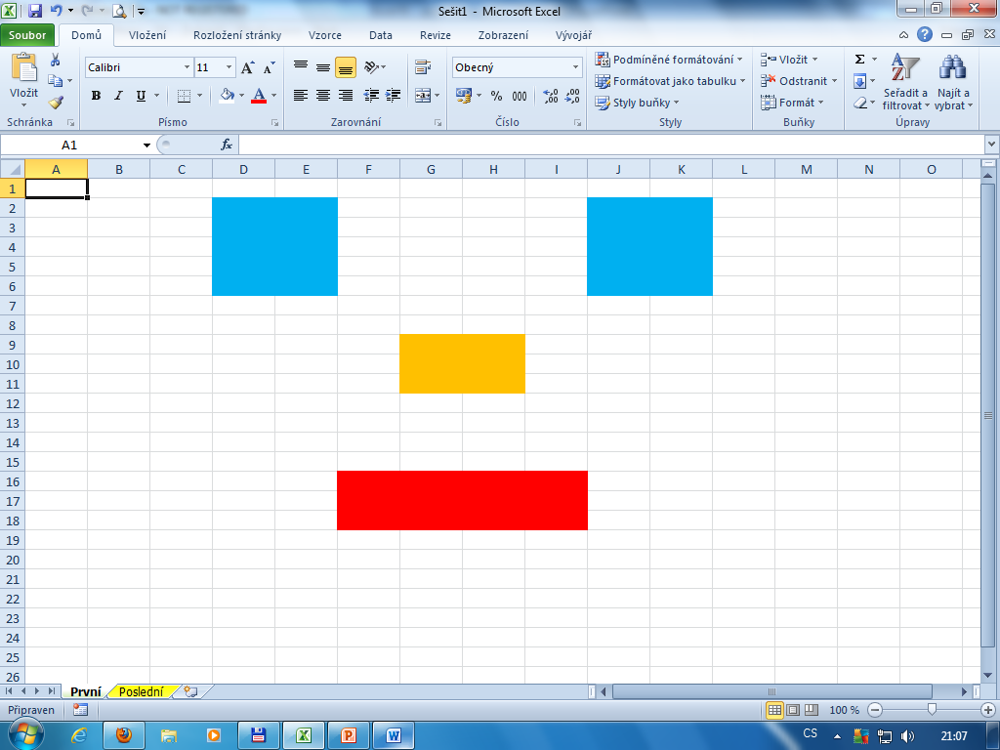 Sešit1 - Microsoft Excel
Soubor Domů Vložení Rozložení stránky Vzorce Data Revize Zobrazení Vývojář
Vložit
Calibri 11
B I U
Schránka Písmo
Zarovnání
Obecný
% 000
Číslo
Podmíněné formátování
Formátovat jako tabulku
Styly buňky
Styly
Vložit
Odstranit
Formát
Buňky
Σ
Seřadit a filtrovat
Najít a vybrat
Úpravy
A1 fx
A B C D E F G H I J K L M N O
1
2
3
4
5
6
7
8
9
10
11
12
13
14
15
16
17
18
19
20
21
22
23
24
25
26
První Poslední
Připraven 100 %
CS 21:07